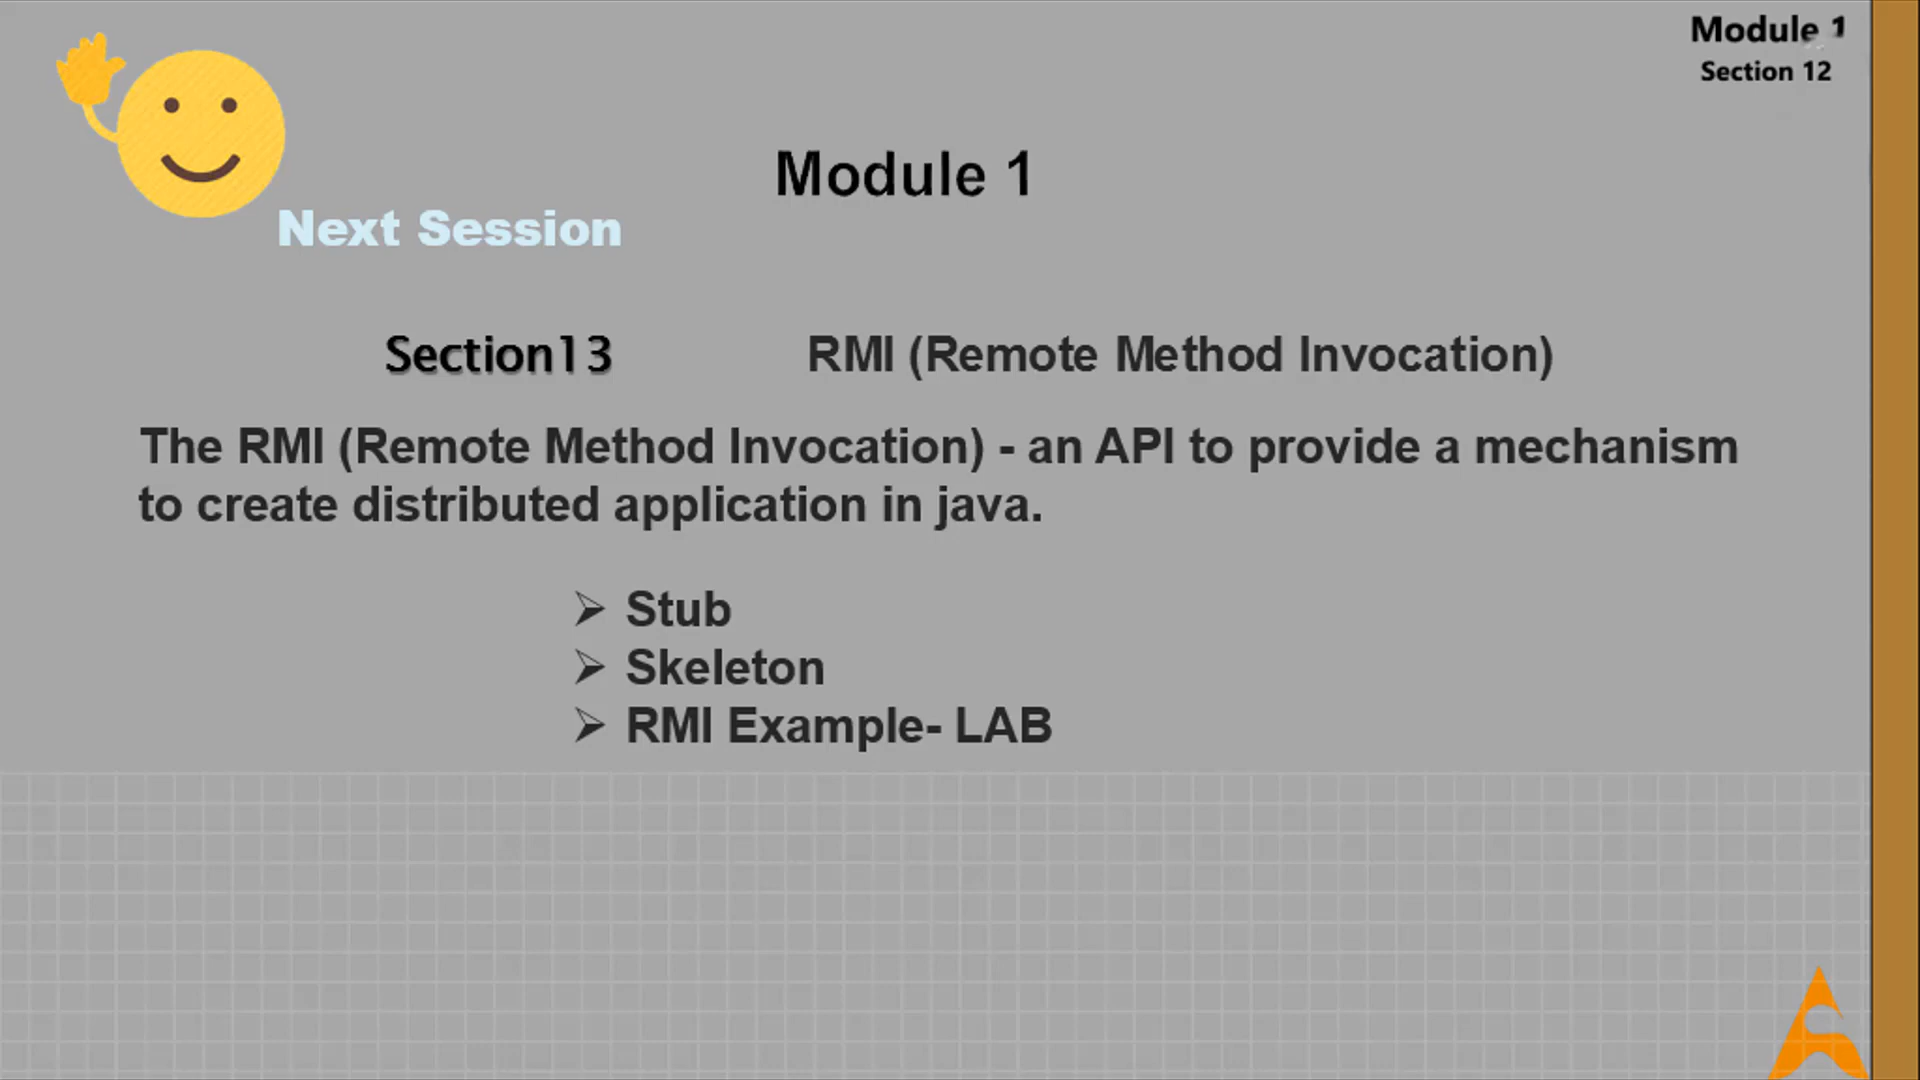 Module 1
Section 12
Module 1
Next Session
Section13
RMI (Remote Method Invocation)
The RMI (Remote Method Invocation) - an API to provide a mechanism
to create distributed application in java.
➢ Stub
➢ Skeleton
➢ RMI Example- LAB